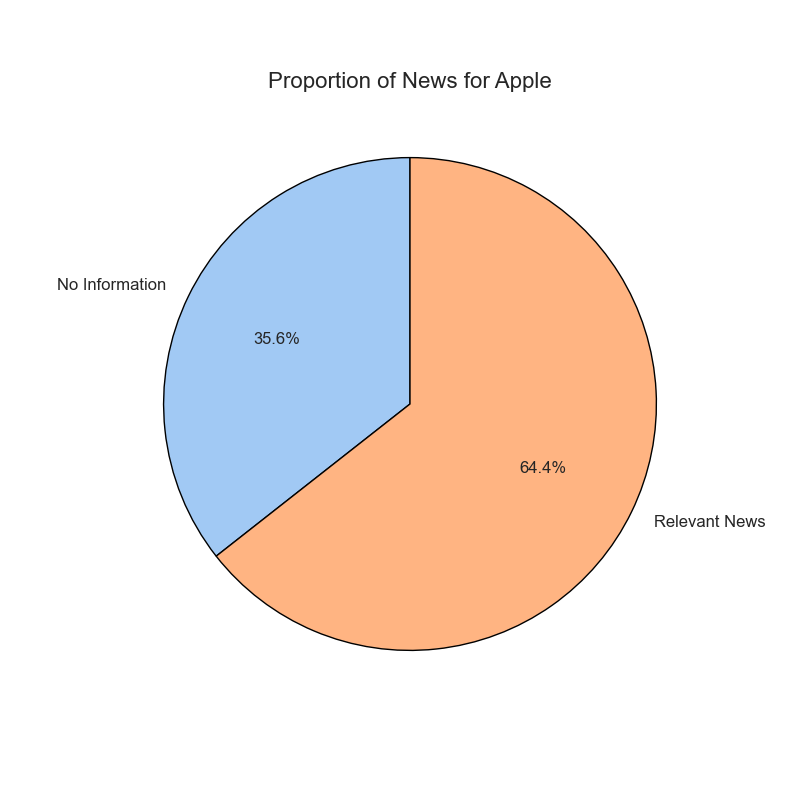 Proportion of News for Apple
No Information
35.6%
64.4%
Relevant News